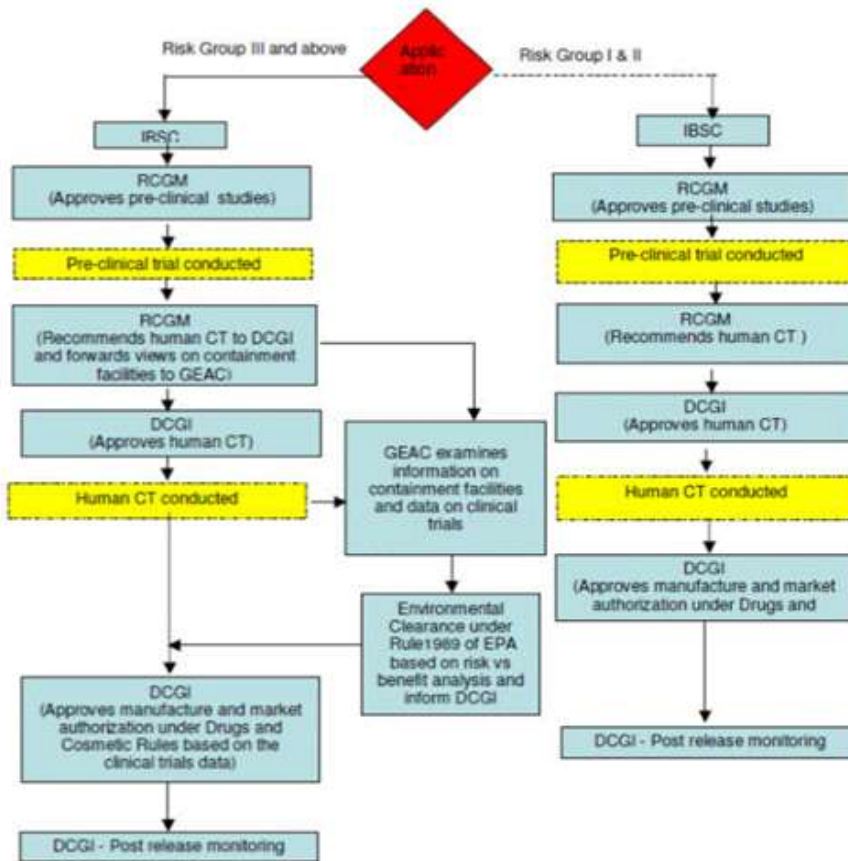 Risk Group III and above
Applic
ation
Risk Group I & II
IBSC
RCGM
(Approves pre-clinical studies)
Pre-clinical trial conducted
RCGM
(Recommends human CT to DCGI
and forwards views on containment
facilities to GEAC)
DCGI
(Approves human CT)
Human CT conducted
GEAC examines
information on
containment facilities
and data on clinical
trials
Environmental
Clearance under
Rule1989 of EPA
based on risk vs
benefit analysis and
inform DCGI
DCGI
(Approves manufacture and market
authorization under Drugs and
Cosmetic Rules based on the
clinical trials data)
DCGI - Post release monitoring
IBSC
RCGM
(Approves pre-clinical studies)
Pre-clinical trial conducted
RCGM
(Recommends human CT )
DCGI
(Approves human CT)
Human CT conducted
DCGI
(Approves manufacture and market
authorization under Drugs and
DCGI - Post release monitoring